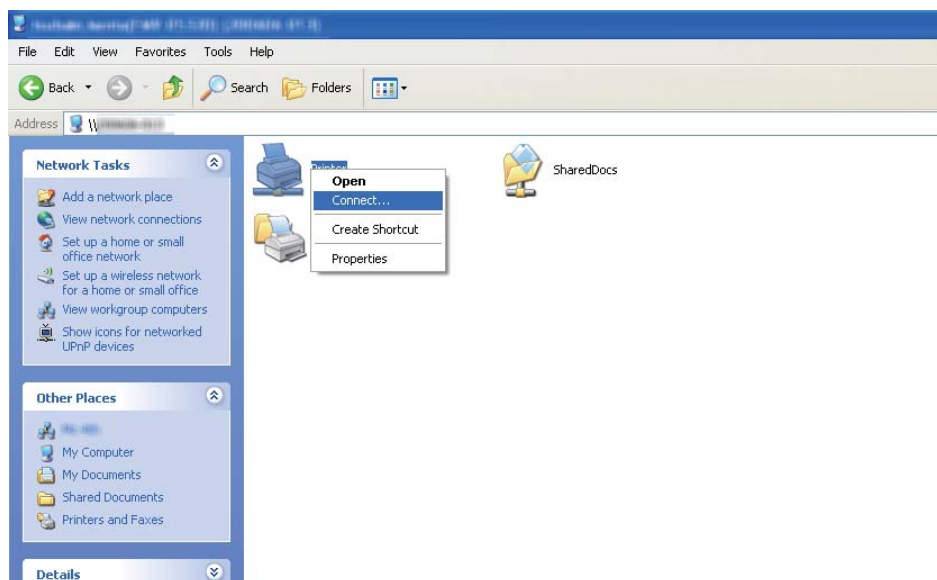 File Edit View Favorites Tools Help
Back Search Folders
Address \\
Network Tasks
Add a network place
View network connections
Set up a home or small
office network
Set up a wireless network
for a home or small office
View workgroup computers
Show icons for networked
UPnP devices
Other Places
My Computer
My Documents
Shared Documents
Printers and Faxes
Details
Printer
Open
Connect...
Create Shortcut
Properties
SharedDocs